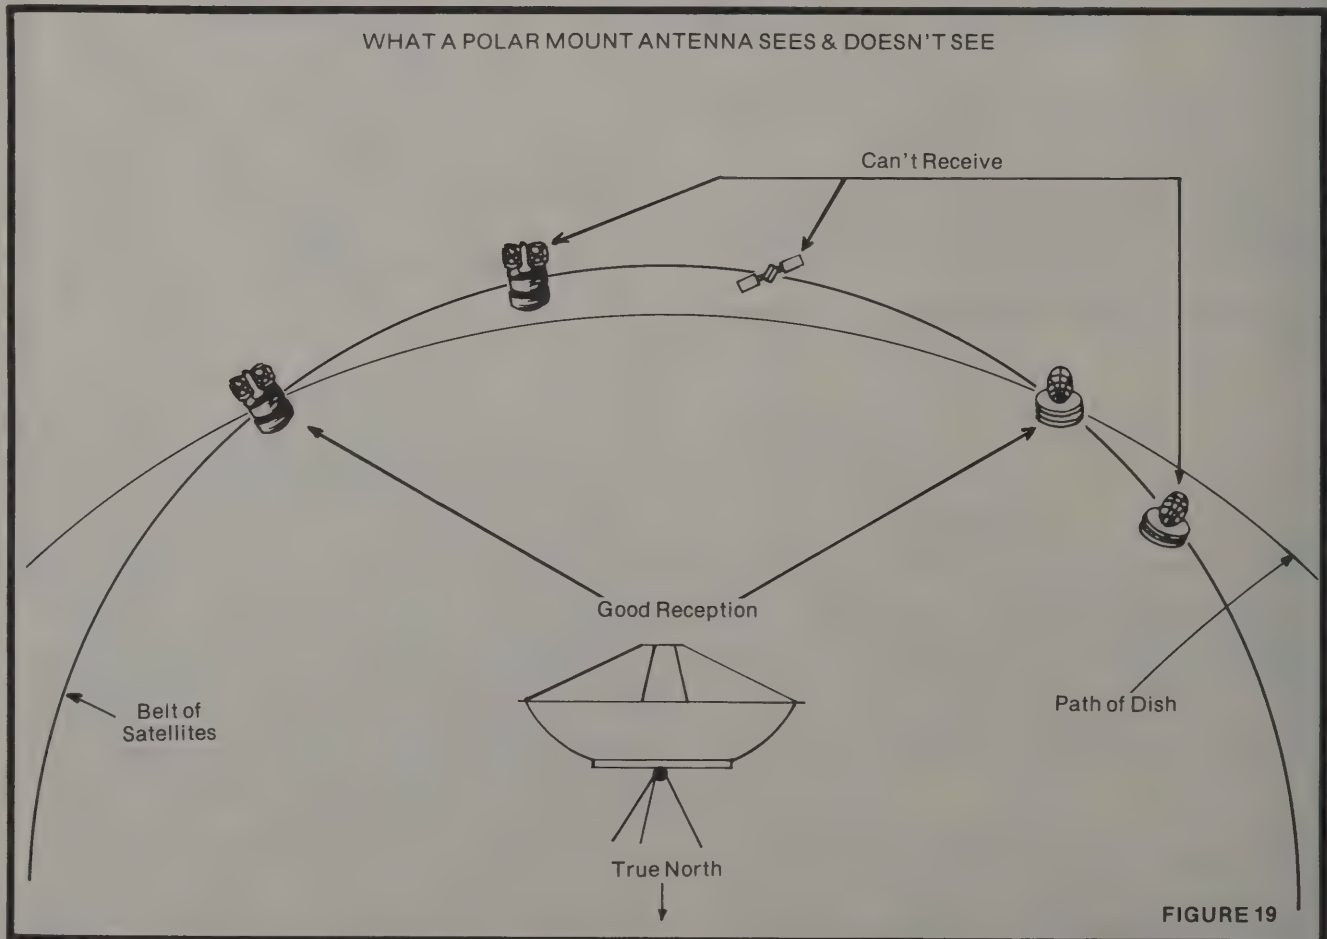 WHAT A POLAR MOUNT ANTENNA SEES & DOESN'T SEE
Can't Receive
Good Reception
Belt of
Satellites
Path of Dish
True North
FIGURE 19